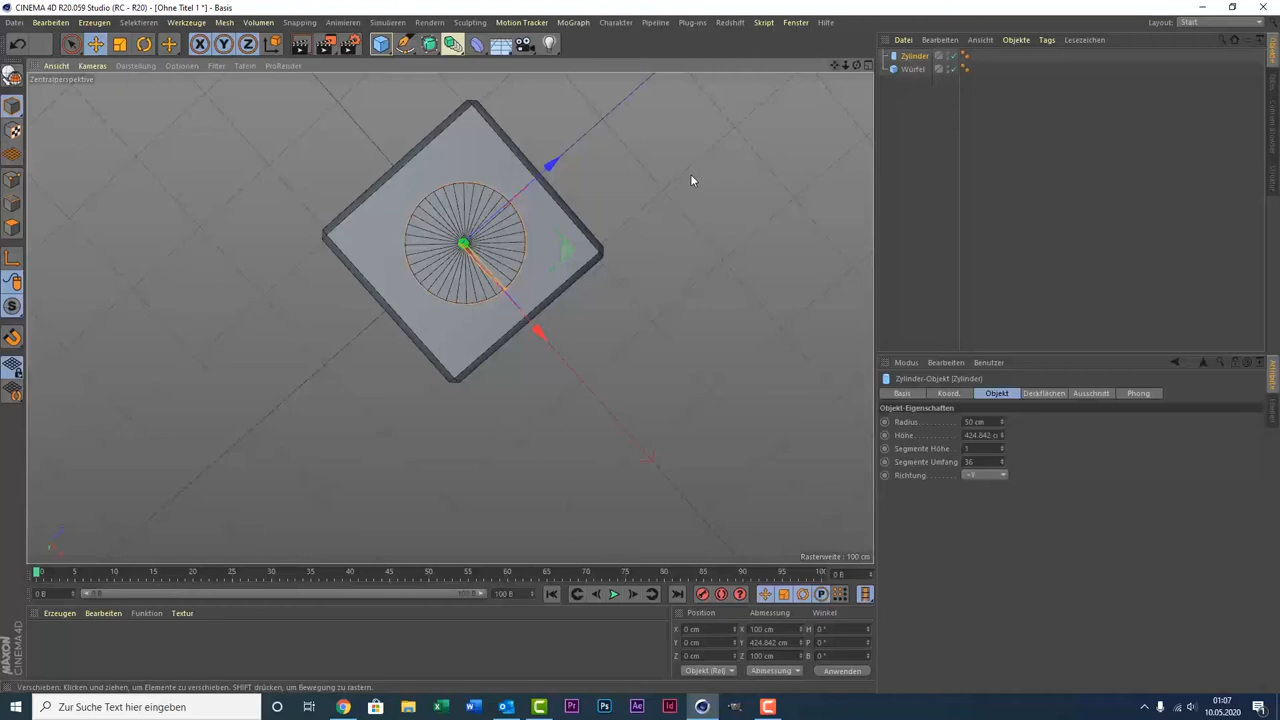 CINEMA 4D R20.059 Studio (RC - R20) - [Ohne Titel 1 *] - Basis
Datei Bearbeiten Erzeugen Selektieren Werkzeuge Mesh Snapping Animieren Simulieren Rendern Sculpting Motion Tracker MoGraph Charakter Pipeline Plug-ins Redshift Skript Fenster Hilfe
Layout: Start
Volumen
Datei Bearbeiten Ansicht Objekte Tags Lesezeichen
Zylinder
Würfel
Ansicht Kameras Darstellung Optionen Filter Tafeln ProRender
Zentralperspektive
Rasterweite : 100 cm
Modus Bearbeiten Benutzer
Zylinder-Objekt [Zylinder]
Basis Koord. Objekt Deckflächen Ausschnitt Phong
Objekt-Eigenschaften
Radius 50 cm
Höhe 424.842 c
Segmente Höhe 1
Segmente Umfang 36
Richtung +Y
0 5 10 15 20 25 30 35 40 45 50 55 60 65 70 75 80 85 90 95 10 0 B
0 B 0 B 100 B 100 B
Erzeugen Bearbeiten Funktion Textur
Position Abmessung Winkel
X 0 cm X 100 cm H 0 °
Y 0 cm Y 424.842 cm P 0 °
Z 0 cm Z 100 cm B 0 °
Objekt (Rel) Abmessung Anwenden
MAXON CINEMA 4D
Verschieben: Klicken und ziehen, um Elemente zu verschieben. SHIFT drücken, um Bewegung zu rastern.
Zur Suche Text hier eingeben
01:07
10.05.2020